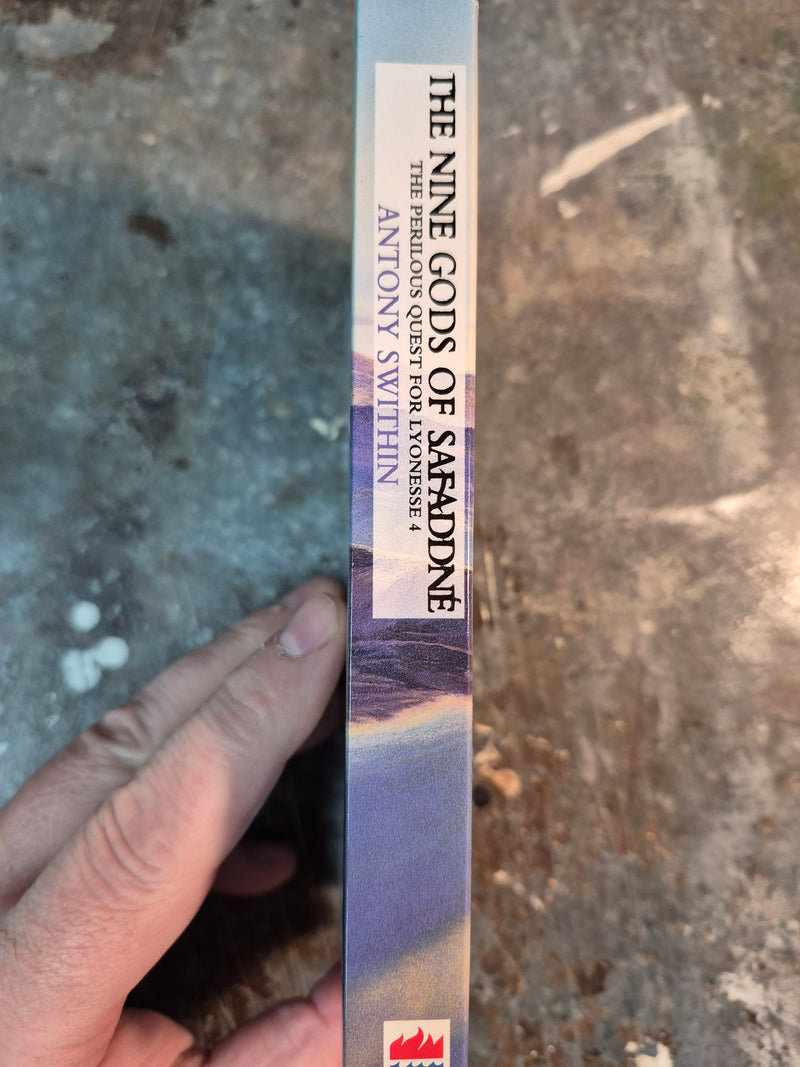 THE NINE GODS OF SAFADDNÉ
THE PERILOUS QUEST FOR LYONESSE 4
ANTONY SWITHIN